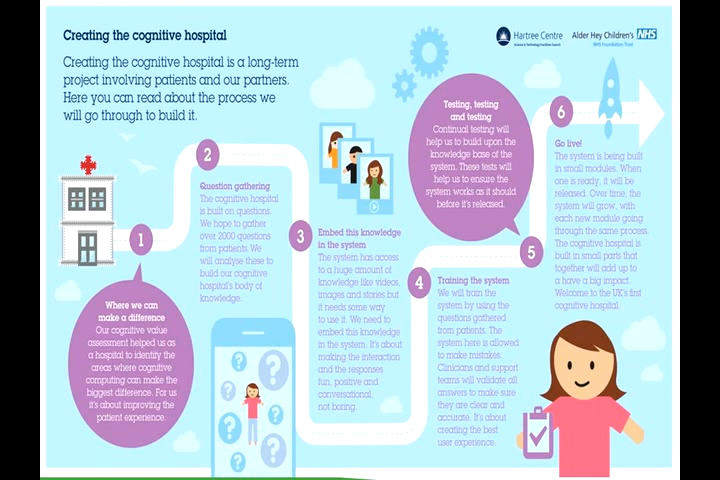 Creating the cognitive hospital
Creating the cognitive hospital is a long-term
project involving patients and our partners.
Here you can read about the process we
will go through to build it.
Hartree Centre
Science & Technology Facilities Council
Alder Hey Children's NHS
NHS Foundation Trust
1
Where we can
make a difference
Our cognitive value
assessment helped us as
a hospital to identify the
areas where cognitive
computing can make the
biggest difference. For us
it's about improving the
patient experience.
2
Question gathering
The cognitive hospital
is built on questions.
We hope to gather
over 2000 questions
from patients. We
will analyse these to
build our cognitive
hospital's body of
knowledge.
3
Embed this knowledge
in the system
The system has access
to a huge amount of
knowledge like videos,
images and stories but
it needs some way
to use it. We need to
embed this knowledge
in the system. It's about
making the interaction
and the responses
fun, positive and
conversational,
not boring.
4
Training the system
We will train the
system by using the
questions gathered
from patients. The
system here is allowed
to make mistakes.
Clinicians and support
teams will validate all
answers to make sure
they are clear and
accurate. It's about
creating the best
user experience.
5
Testing, testing
and testing
Continual testing will
help us to build upon the
knowledge base of the
system. These tests will
help us to ensure the
system works as it should
before it's released.
6
Go live!
The system is being built
in small modules. When
one is ready, it will be
released. Over time, the
system will grow, with
each new module going
through the same process.
The cognitive hospital is
built in small parts that
together will add up to
a have a big impact.
Welcome to the UK's first
cognitive hospital.
?
?
?
?
?
?